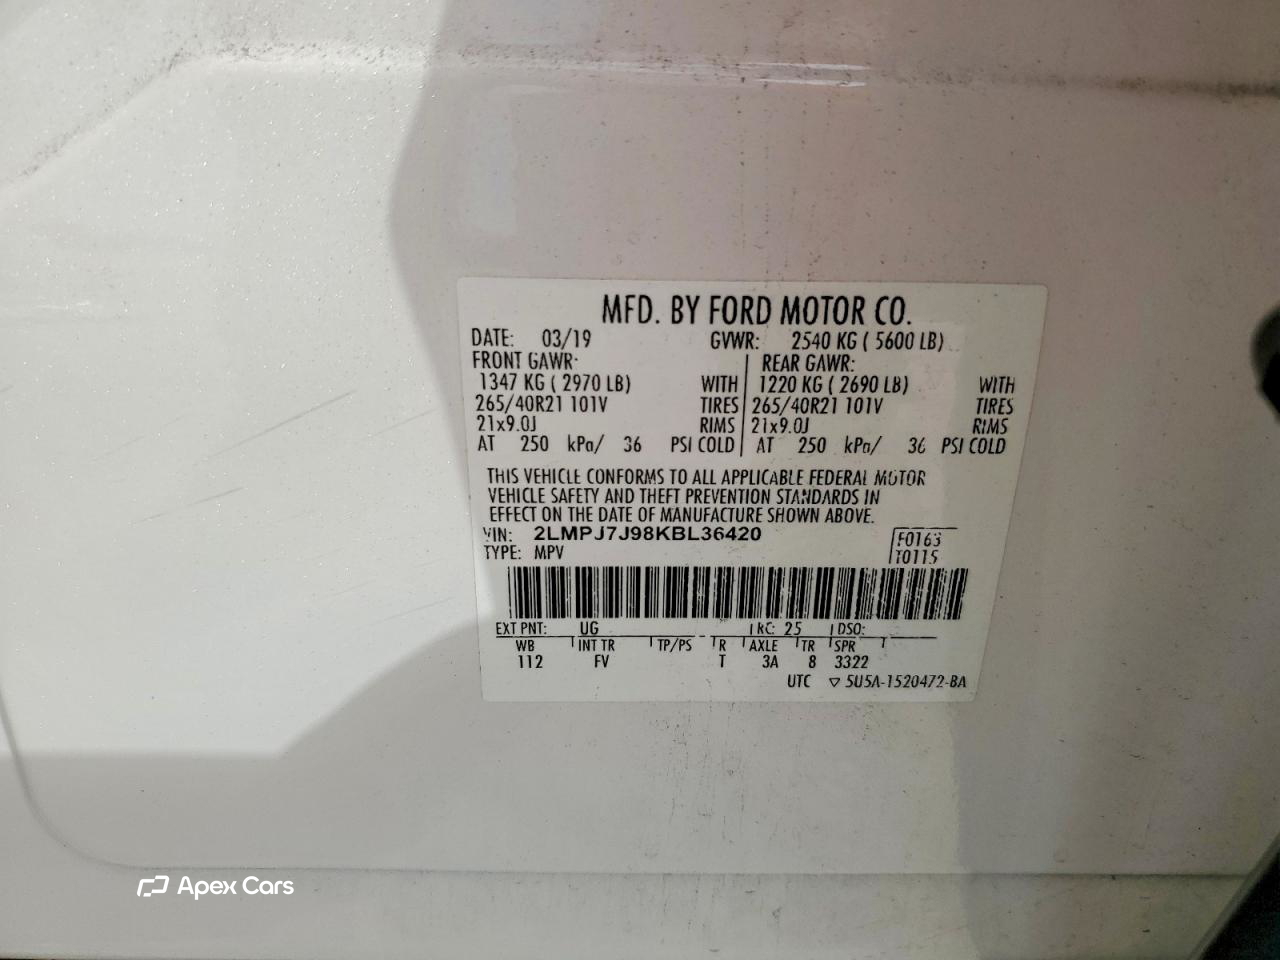 MFD. BY FORD MOTOR CO.
DATE: 03/19 GVWR: 2540 KG ( 5600 LB)
FRONT GAWR: REAR GAWR:
1347 KG ( 2970 LB) WITH 1220 KG ( 2690 LB) WITH
265/40R21 101V TIRES 265/40R21 101V TIRES
21x9.0J RIMS 21x9.0J RIMS
AT 250 kPa/ 36 PSI COLD AT 250 kPa/ 36 PSI COLD
THIS VEHICLE CONFORMS TO ALL APPLICABLE FEDERAL MOTOR
VEHICLE SAFETY AND THEFT PREVENTION STANDARDS IN
EFFECT ON THE DATE OF MANUFACTURE SHOWN ABOVE.
VIN: 2LMPJ7J98KBL36420 F0163
TYPE: MPV T0115
EXT PNT: UG RC: 25 DSO:
WB INT TR TP/PS R AXLE TR SPR
112 FV T 3A 8 3322
UTC ▽ 5U5A-1520472-BA
Apex Cars